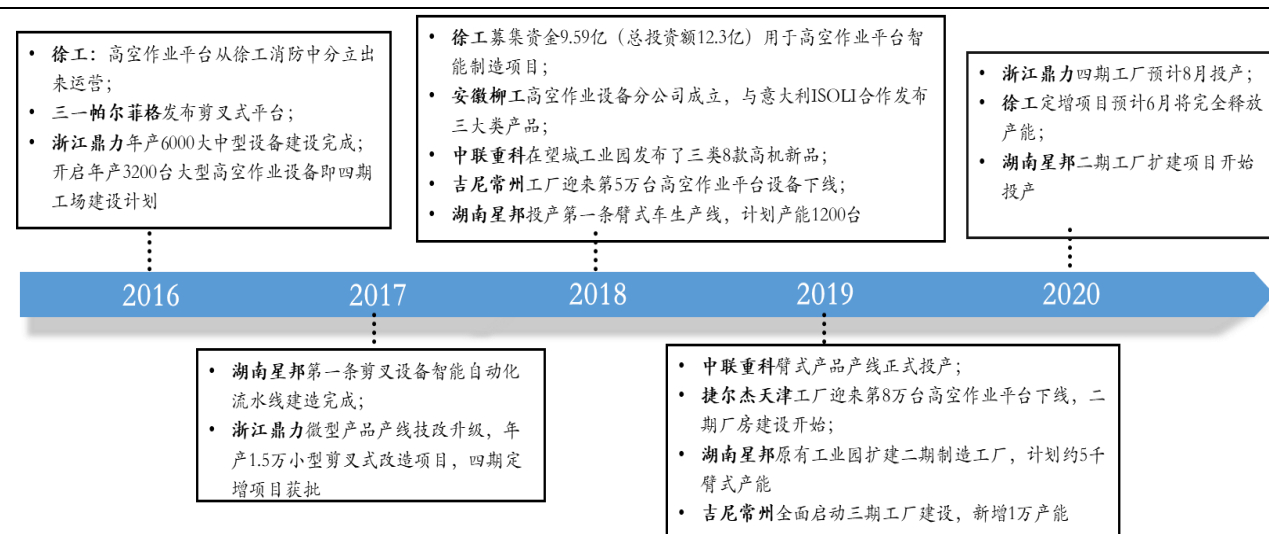 • 徐工：高空作业平台从徐工消防中分立出
来运营；
• 三一帕尔菲格发布剪叉式平台；
• 浙江鼎力年产6000大中型设备建设完成；
开启年产3200台大型高空作业设备即四期
工场建设计划
• 徐工募集资金9.59亿（总投资额12.3亿）用于高空作业平台智
能制造项目；
• 安徽柳工高空作业设备分公司成立，与意大利ISOLI合作发布
三大类产品；
• 中联重科在望城工业园发布了三类8款高机新品；
• 吉尼常州工厂迎来第5万台高空作业平台设备下线；
• 湖南星邦投产第一条臂式车生产线，计划产能1200台
• 浙江鼎力四期工厂预计8月投产；
• 徐工定增项目预计6月将完全释放
产能；
• 湖南星邦二期工厂扩建项目开始
投产
2016
2017
2018
2019
2020
• 湖南星邦第一条剪叉设备智能自动化
流水线建造完成；
• 浙江鼎力微型产品产线技改升级，年
产1.5万小型剪叉式改造项目，四期定
增项目获批
• 中联重科臂式产品产线正式投产；
• 捷尔杰天津工厂迎来第8万台高空作业平台下线，二
期厂房建设开始；
• 湖南星邦原有工业园扩建二期制造工厂，计划约5千
臂式产能
• 吉尼常州全面启动三期工厂建设，新增1万产能